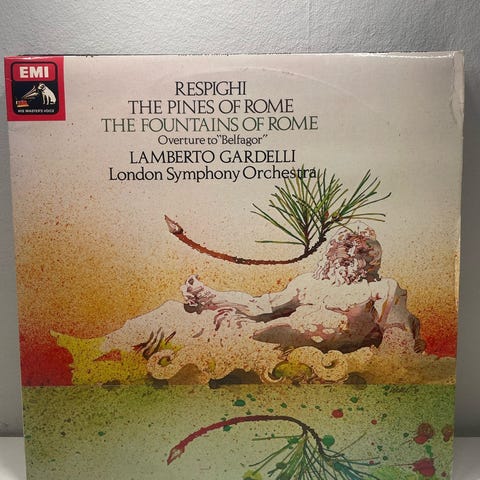 EMI
HIS MASTER'S VOICE
RESPIGHI
THE PINES OF ROME
THE FOUNTAINS OF ROME
Overture to "Belfagor"
LAMBERTO GARDELLI
London Symphony Orchestra